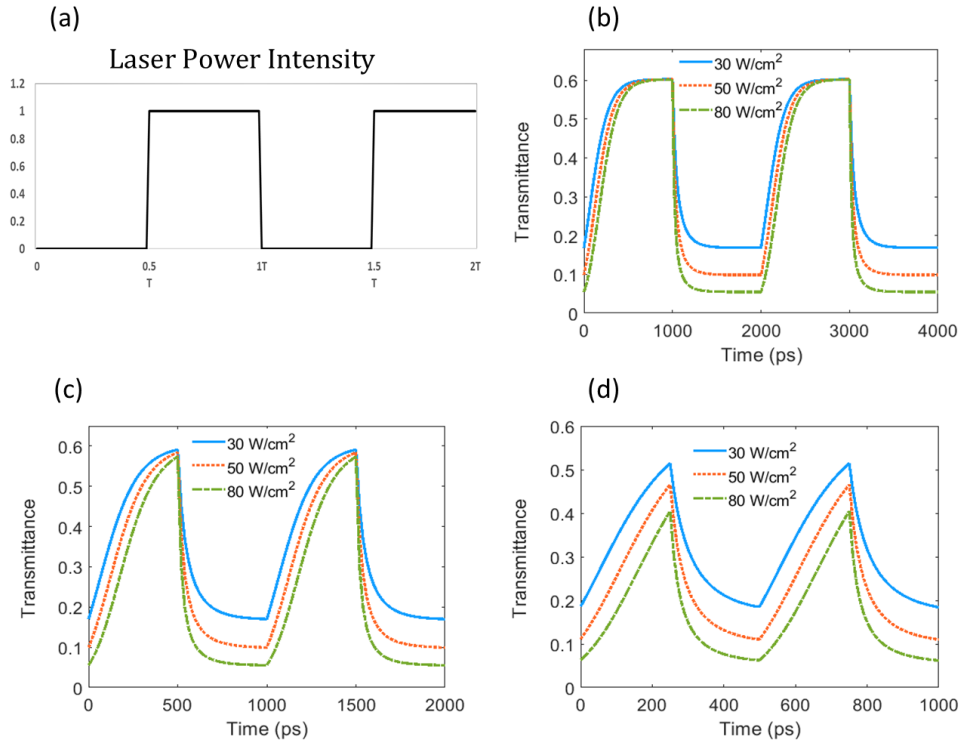 (a)
Laser Power Intensity
1.2
1
0.8
0.6
0.4
0.2
0
0 0.5 1T 1.5 2T
T T
(b)
Transmittance
0.6
0.5
0.4
0.3
0.2
0.1
0
30 W/cm²
50 W/cm²
80 W/cm²
0 1000 2000 3000 4000
Time (ps)
(c)
Transmittance
0.6
0.5
0.4
0.3
0.2
0.1
0
30 W/cm²
50 W/cm²
80 W/cm²
0 500 1000 1500 2000
Time (ps)
(d)
Transmittance
0.6
0.5
0.4
0.3
0.2
0.1
0
30 W/cm²
50 W/cm²
80 W/cm²
0 200 400 600 800 1000
Time (ps)